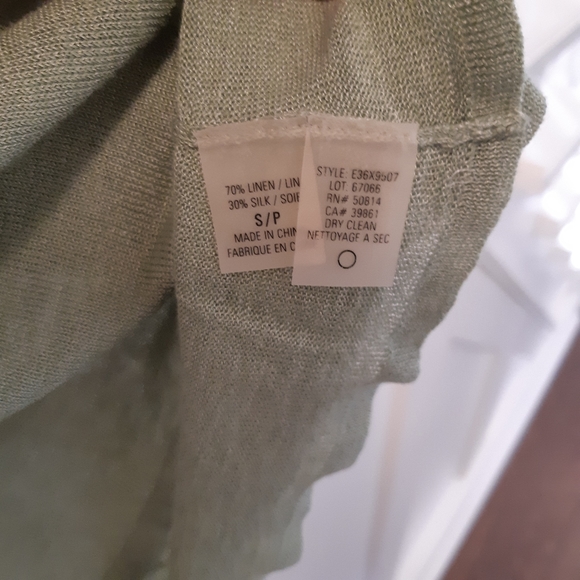 70% LINEN / LIN
30% SILK / SOIE
S/P
MADE IN CHIN
FABRIQUE EN C
STYLE: E36X9507
LOT 67066
RN# 50814
CA# 39861
DRY CLEAN
NETTOYAGE A SEC